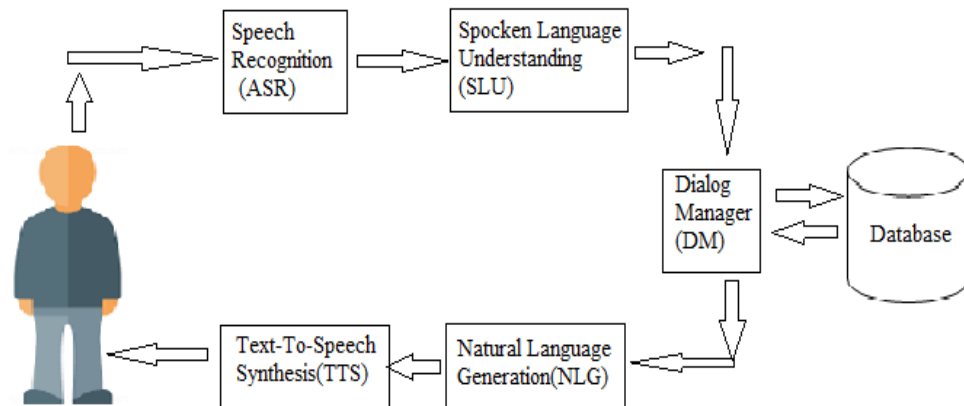 Speech
Recognition
(ASR)
Spocken Language
Understanding
(SLU)
Dialog
Manager
(DM)
Database
Natural Language
Generation(NLG)
Text-To-Speech
Synthesis(TTS)